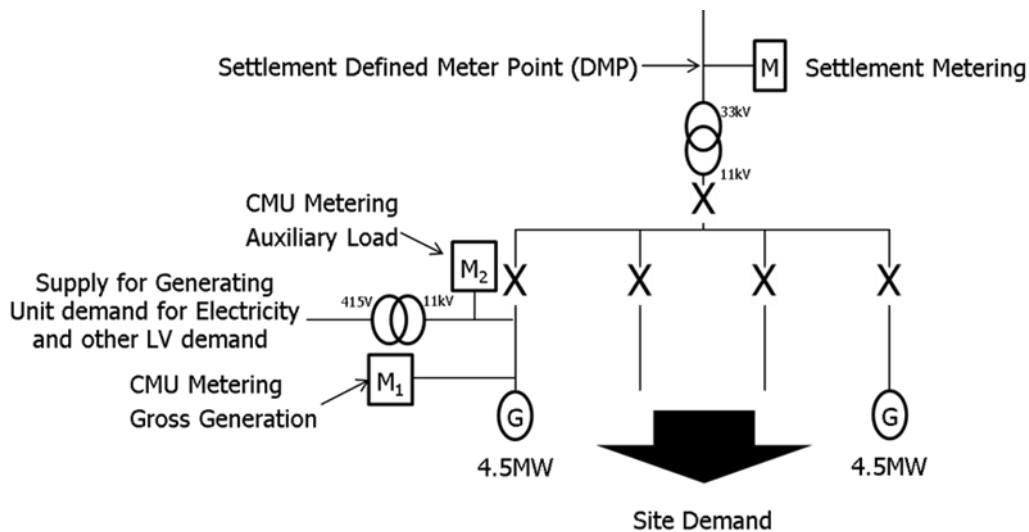 Settlement Defined Meter Point (DMP)
M
Settlement Metering
33kV
11kV
X
CMU Metering
Auxiliary Load
M₂
X
X
X
X
Supply for Generating
Unit demand for Electricity
and other LV demand
415V
11kV
CMU Metering
Gross Generation
M₁
G
4.5MW
G
4.5MW
Site Demand